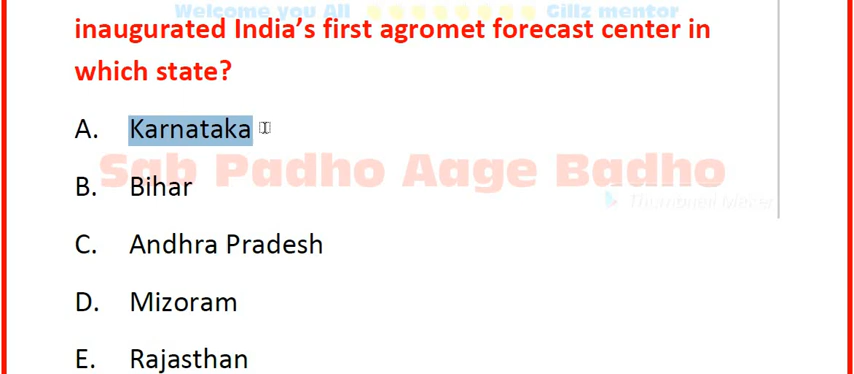 Welcome you All Gillz mentor
inaugurated India's first agromet forecast center in
which state?
A. Karnataka
Sab Padho Aage Badho
B. Bihar
C. Andhra Pradesh
D. Mizoram
E. Rajasthan